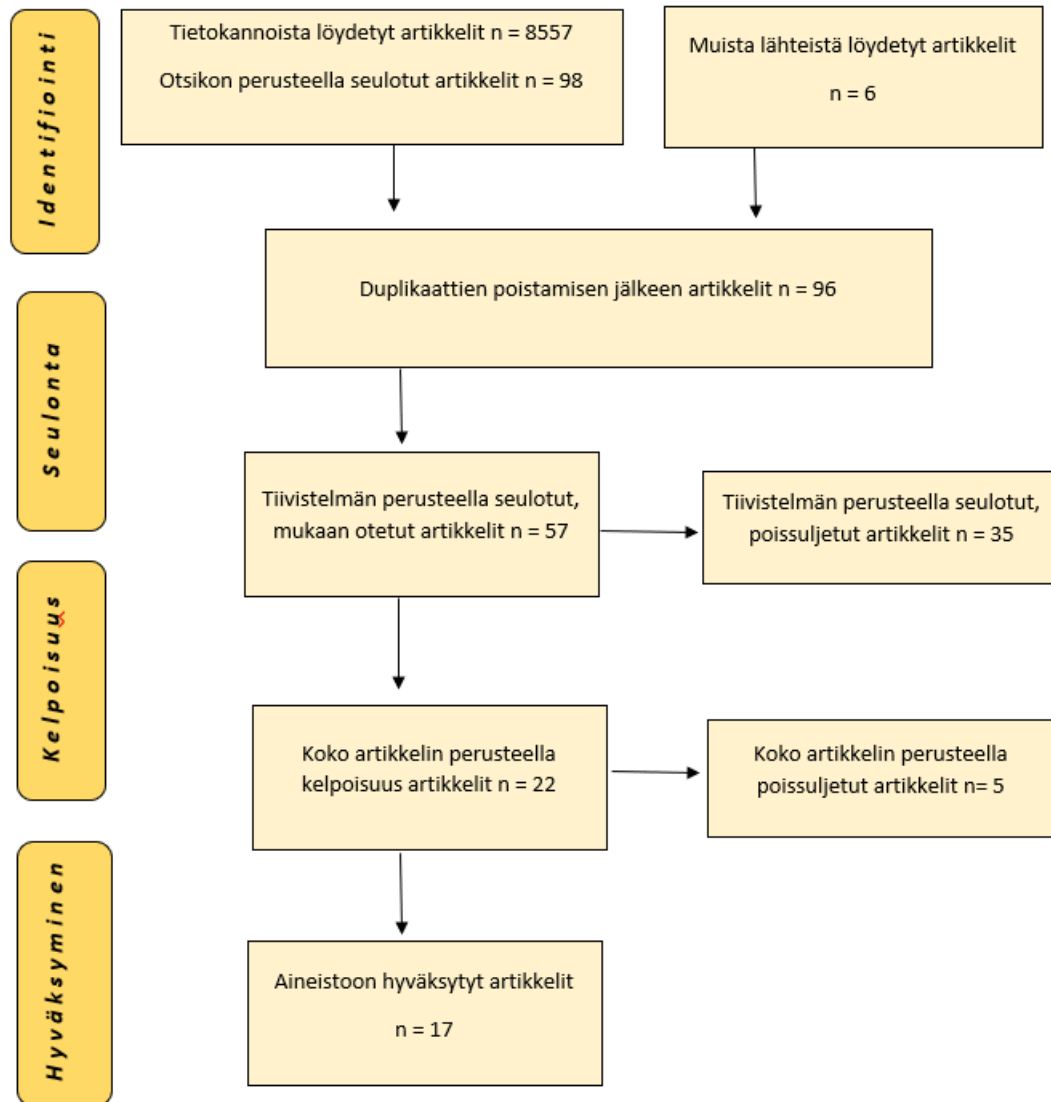 Identifiointi
Tietokannoista löydetyt artikkelit n = 8557
Otsikon perusteella seulotut artikkelit n = 98
Muista lähteistä löydetyt artikkelit
n = 6
Duplikaattien poistamisen jälkeen artikkelit n = 96
Seulonta
Tiivistelmän perusteella seulotut,
mukaan otetut artikkelit n = 57
Tiivistelmän perusteella seulotut,
poissuljetut artikkelit n = 35
Kelpoisuus
Koko artikkelin perusteella
kelpoisuus artikkelit n = 22
Koko artikkelin perusteella
poissuljetut artikkelit n= 5
Hyväksyminen
Aineistoon hyväksytyt artikkelit
n = 17